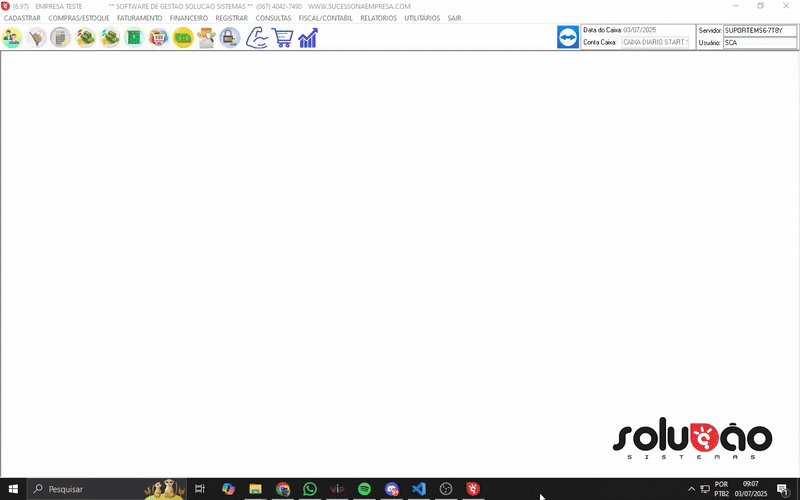 (6.97) EMPRESA TESTE ** SOFTWARE DE GESTAO SOLUCAO SISTEMAS ** (067) 4042-7490 WWW.SUCESSONAEMPRESA.COM
CADASTRAR COMPRAS/ESTOQUE FATURAMENTO FINANCEIRO REGISTRAR CONSULTAS FISCAL/CONTABIL RELATORIOS UTILITÁRIOS SAIR
Data do Caixa: 03/07/2025 Servidor: SUPORTEMS6-7T8Y
Conta Caixa: CAIXA DIARIO START Usuário: SCA
solução
SISTEMAS
Pesquisar
POR 09:07
PTB2 03/07/2025